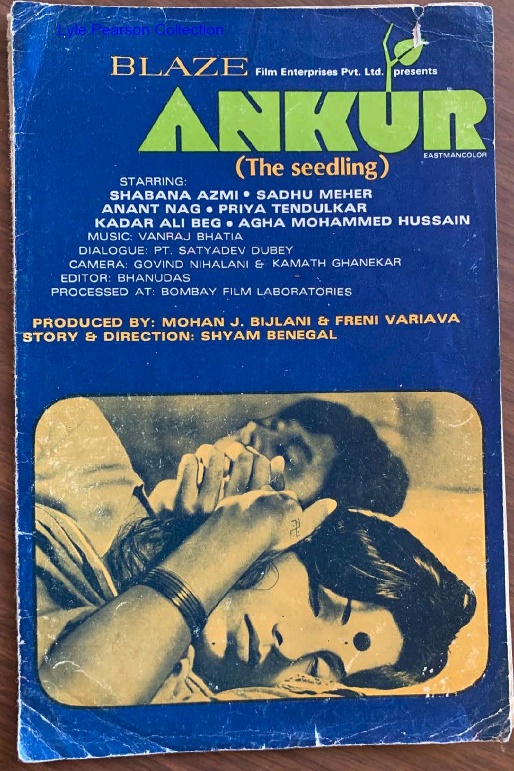 Lyle Pearson Collection
BLAZE Film Enterprises Pvt. Ltd. presents
ANKUR
EASTMANCOLOR
(The seedling)
STARRING:
SHABANA AZMI • SADHU MEHER
ANANT NAG • PRIYA TENDULKAR
KADAR ALI BEG • AGHA MOHAMMED HUSSAIN
MUSIC: VANRAJ BHATIA
DIALOGUE: PT. SATYADEV DUBEY
CAMERA: GOVIND NIHALANI & KAMATH GHANEKAR
EDITOR: BHANUDAS
PROCESSED AT: BOMBAY FILM LABORATORIES
PRODUCED BY: MOHAN J. BIJLANI & FRENI VARIAVA
STORY & DIRECTION: SHYAM BENEGAL